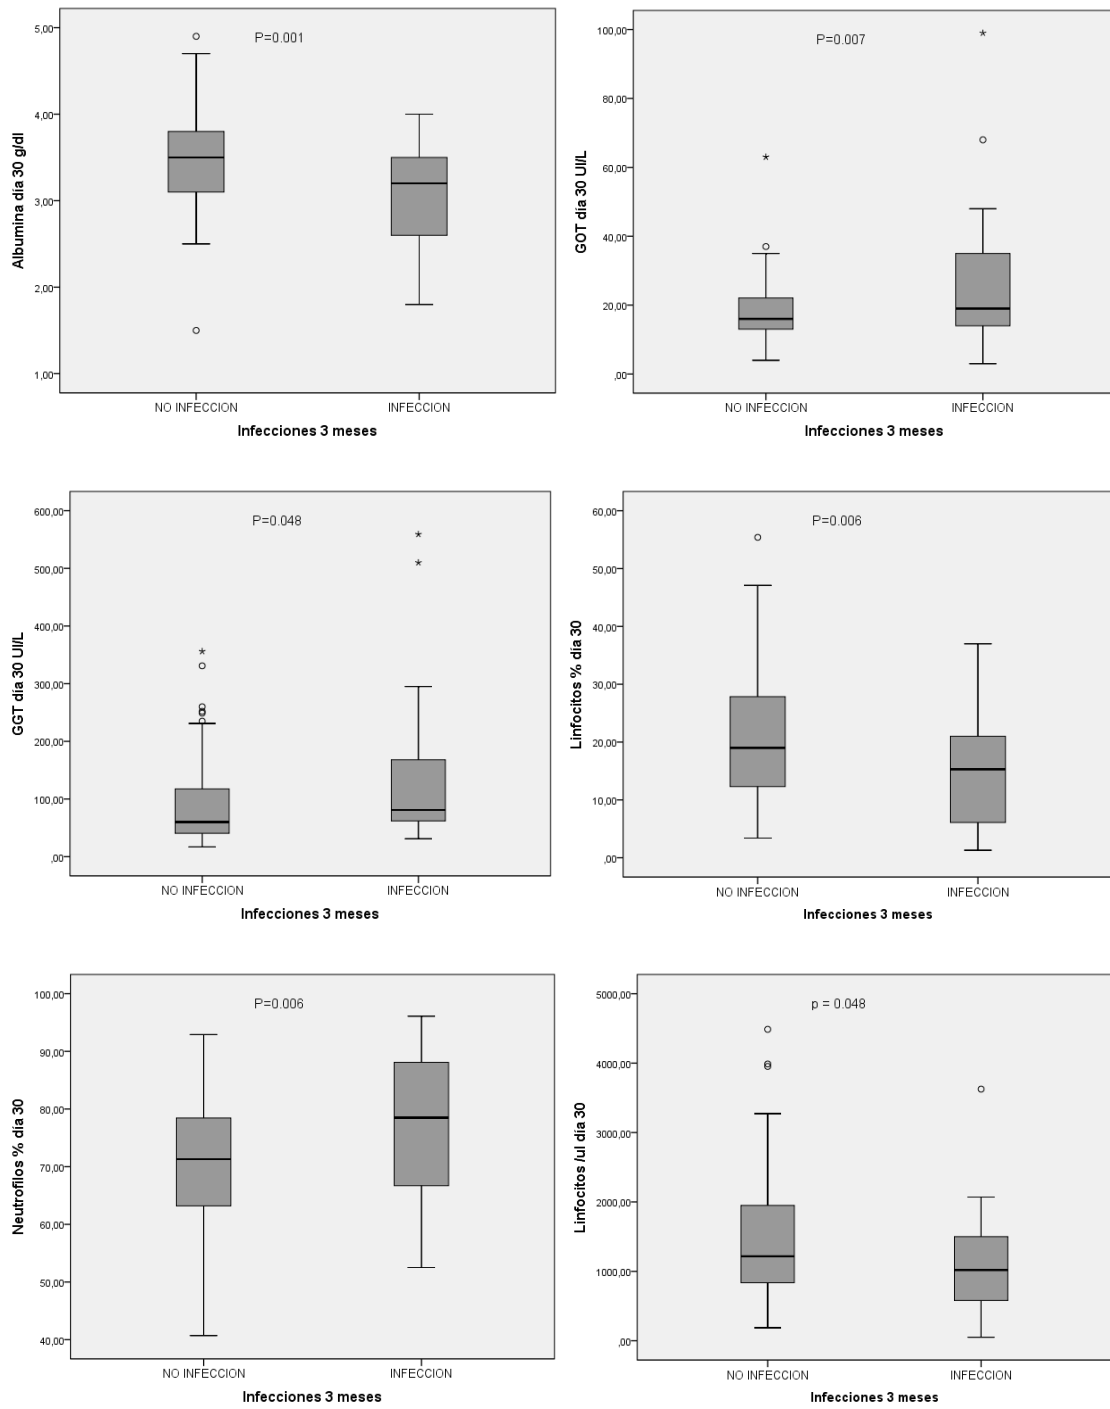 P=0.001
Albumina día 30 g/dl
5,00
4,00
3,00
2,00
1,00
NO INFECCION
INFECCION
Infecciones 3 meses
P=0.007
GOT día 30 UI/L
100,00
80,00
60,00
40,00
20,00
,00
NO INFECCION
INFECCION
Infecciones 3 meses
P=0.048
GGT día 30 UI/L
600,00
500,00
400,00
300,00
200,00
100,00
,00
NO INFECCION
INFECCION
Infecciones 3 meses
P=0.006
Linfocitos % día 30
60,00
50,00
40,00
30,00
20,00
10,00
,00
NO INFECCION
INFECCION
Infecciones 3 meses
P=0.006
Neutrofilos % día 30
100,00
90,00
80,00
70,00
60,00
50,00
40,00
NO INFECCION
INFECCION
Infecciones 3 meses
p = 0.048
Linfocitos /ul día 30
5000,00
4000,00
3000,00
2000,00
1000,00
,00
NO INFECCION
INFECCION
Infecciones 3 meses